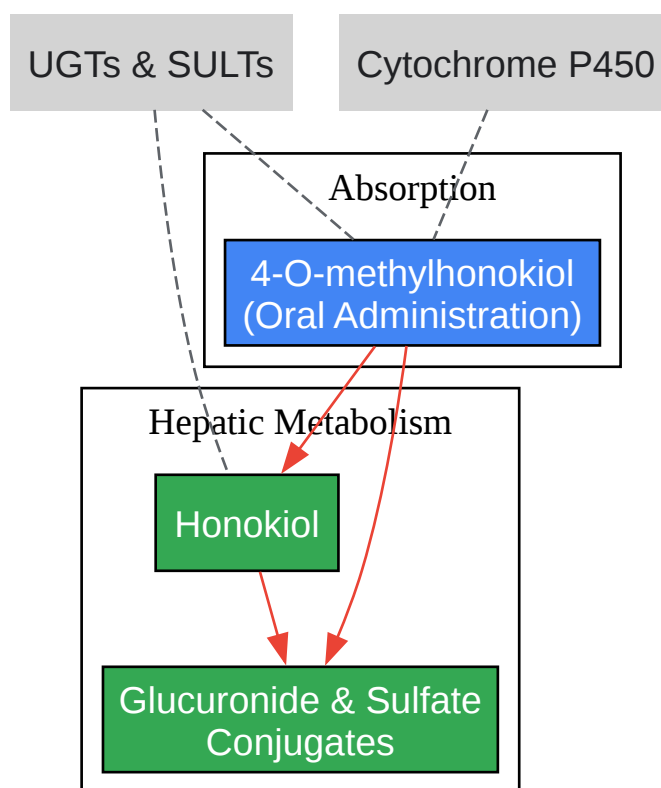 UGTs & SULTs
Cytochrome P450
Absorption
4-O-methylhonokiol
(Oral Administration)
Hepatic Metabolism
Honokiol
Glucuronide & Sulfate
Conjugates